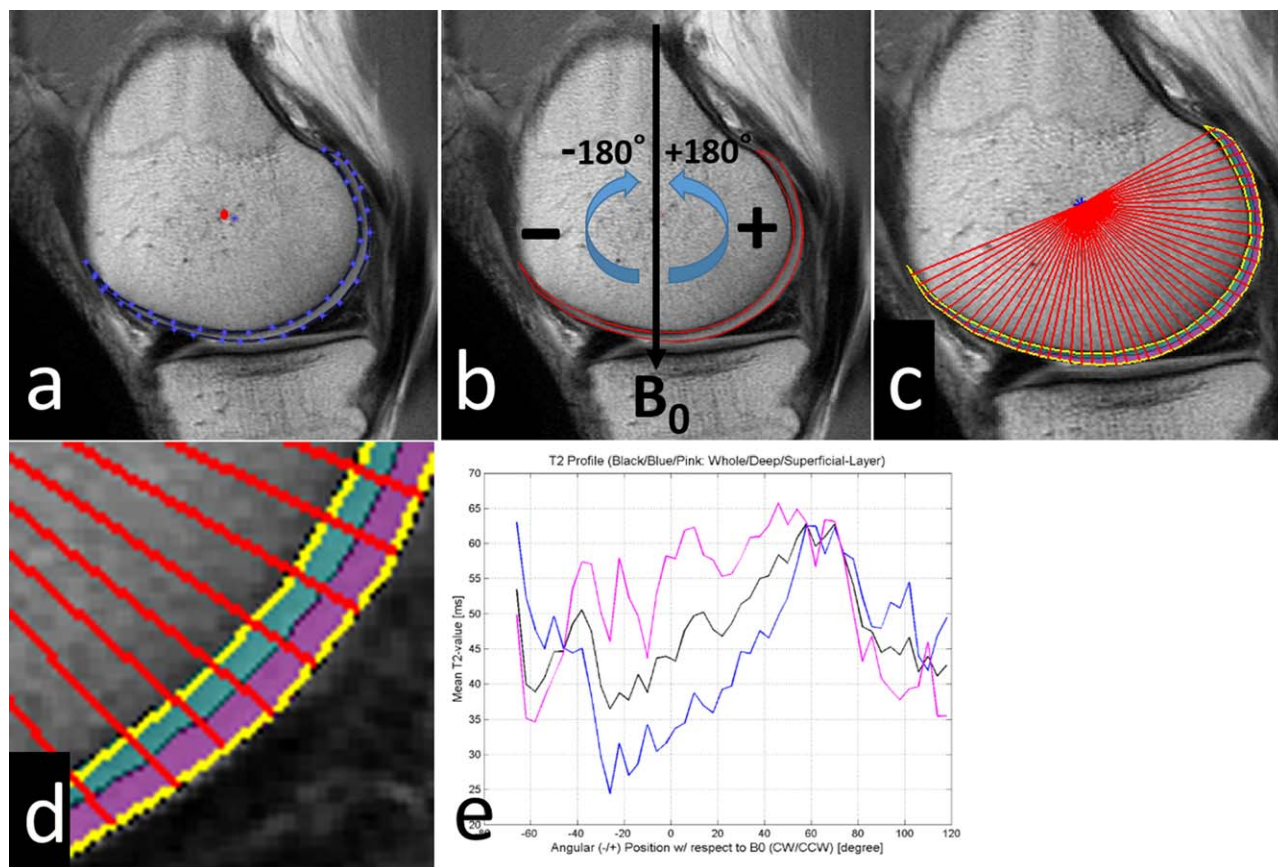 a
-180° +180°
- +
b
B0
c
d
T2 Profile (Black/Blue/Pink: Whole/Deep/Superficial-Layer)
70
65
60
55
50
45
40
35
30
25
20
Mean T2-value [ms]
-60 -40 -20 0 20 40 60 80 100 120
Angular (-/+) Position w/ respect to B0 (CW/CCW) [degree]
e